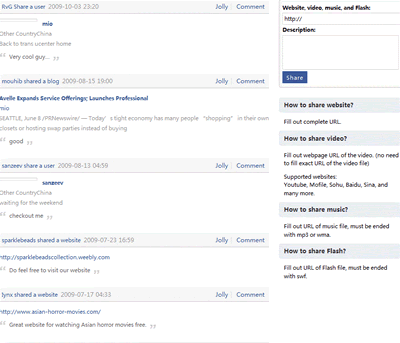 RvG Share a user 2009-10-03 23:20 Jolly Comment
mio
Other CountryChina
Back to trans ucenter home
“ Very cool guy... ”
mouhib shared a blog 2009-08-15 19:00 Jolly Comment
Avelle Expands Service Offerings; Launches Professional
mio
SEATTLE, June 8 /PRNewswire/ — Today’s tight economy has many people “shopping” in their own
closets or hosting swap parties instead of buying
“ good ”
sanzeev share a user 2009-08-13 04:59 Jolly Comment
sanzeev
Other CountryChina
waiting for the weekend
“ checkout me ”
sparklebeads shared a website 2009-07-23 16:59 Jolly Comment
http://sparklebeadscollection.weebly.com
“ Do feel free to visit our website ”
lynx shared a website 2009-07-17 04:33 Jolly Comment
http://www.asian-horror-movies.com/
“ Great website for watching Asian horror movies free. ”
Website, video, music, and Flash:
http://
Description:
Share
How to share website?
Fill out complete URL.
How to share video?
Fill out webpage URL of the video. (no need
to fill exact URL of the video file)
Supported websites:
Youtube, Mofile, Sohu, Baidu, Sina, and
many more.
How to share music?
Fill out URL of music file, must be ended
with mp3 or wma.
How to share Flash?
Fill out URL of Flash file, must be ended
with swf.